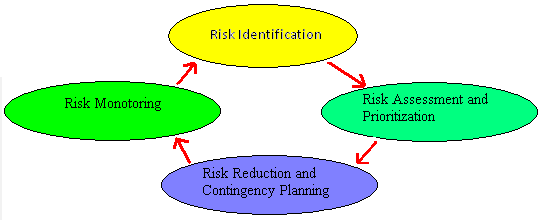 Risk Identification
Risk Assessment and
Prioritization
Risk Reduction and
Contingency Planning
Risk Monotoring